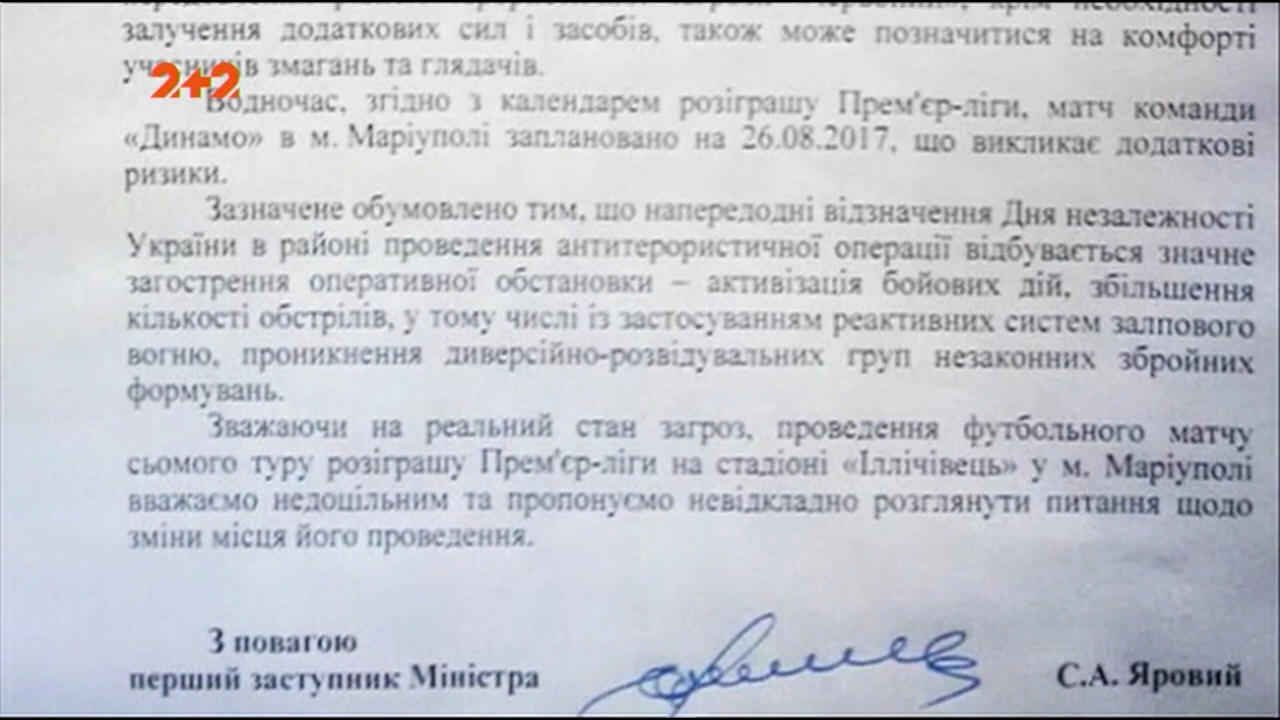 залучення додаткових сил і засобів, також може позначитися на комфорті
учасників змагань та глядачів.
2+2
Водночас, згідно з календарем розіграшу Прем'єр-ліги, матч команди
«Динамо» в м. Маріуполі заплановано на 26.08.2017, що викликає додаткові
ризики.
Зазначене обумовлено тим, що напередодні відзначення Дня незалежності
України в районі проведення антитерористичної операції відбувається значне
загострення оперативної обстановки – активізація бойових дій, збільшення
кількості обстрілів, у тому числі із застосуванням реактивних систем залпового
вогню, проникнення диверсійно-розвідувальних груп незаконних збройних
формувань.
Зважаючи на реальний стан загроз, проведення футбольного матчу
сьомого туру розіграшу Прем'єр-ліги на стадіоні «Іллічівець» у м. Маріуполі
вважаємо недоцільним та пропонуємо невідкладно розглянути питання щодо
зміни місця його проведення.
З повагою
перший заступник Міністра
С.А. Яровий